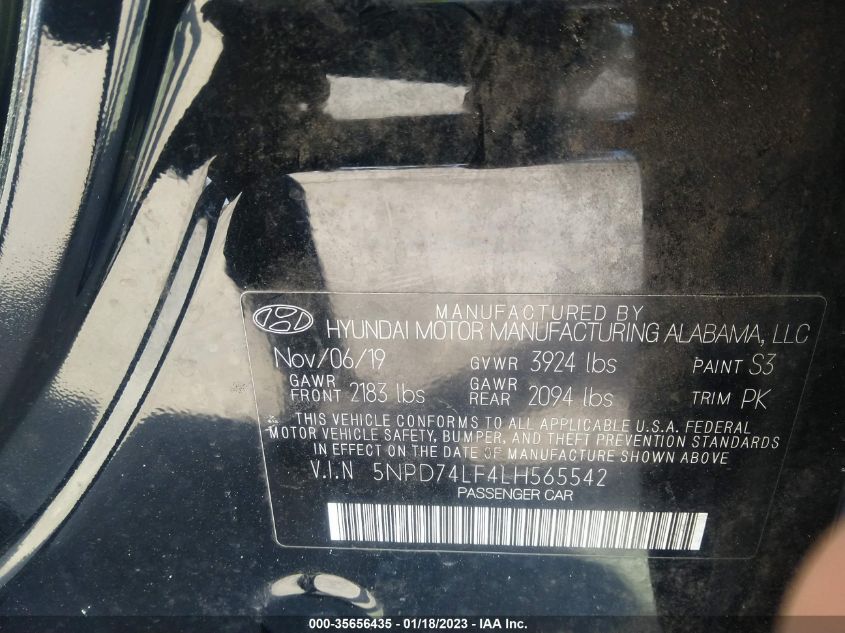 MANUFACTURED BY
HYUNDAI MOTOR MANUFACTURING ALABAMA, LLC
Nov/06/19 GVWR 3924 lbs PAINT S3
GAWR FRONT 2183 lbs GAWR REAR 2094 lbs TRIM PK
THIS VEHICLE CONFORMS TO ALL APPLICABLE U.S.A. FEDERAL
MOTOR VEHICLE SAFETY, BUMPER, AND THEFT PREVENTION STANDARDS
IN EFFECT ON THE DATE OF MANUFACTURE SHOWN ABOVE
V.I.N 5NPD74LF4LH565542
PASSENGER CAR
000-35656435 - 01/18/2023 - IAA Inc.